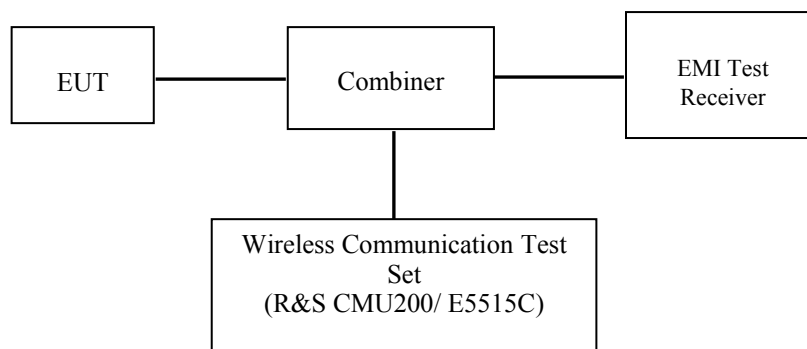 EUT
Combiner
EMI Test
Receiver
Wireless Communication Test
Set
(R&S CMU200/ E5515C)